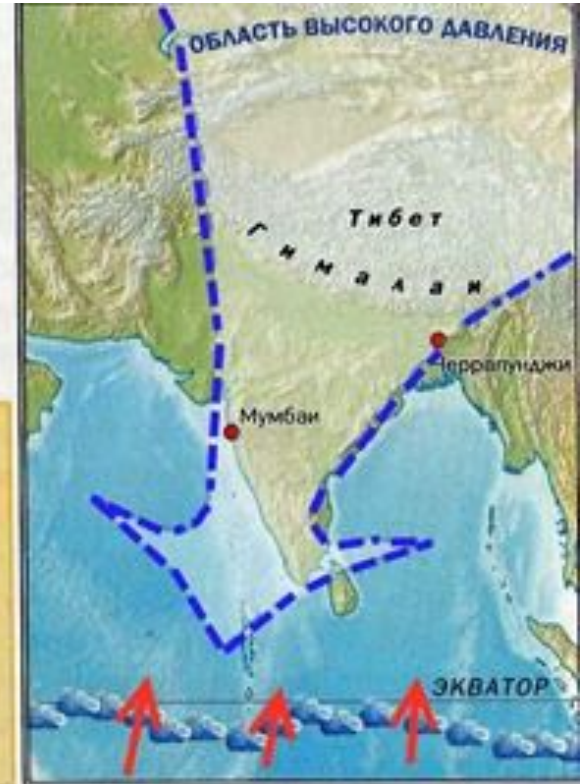 ОБЛАСТЬ ВЫСОКОГО ДАВЛЕНИЯ
Тибет
Гималаи
Черрапунджи
Мумбаи
ЭКВАТОР